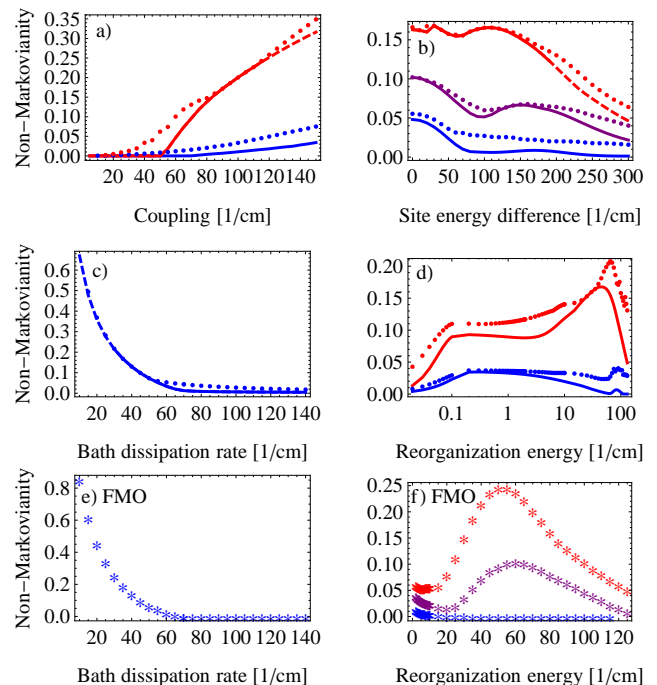 a)
b)
Non−Markovianity
0.35
0.30
0.25
0.20
0.15
0.10
0.05
0.00
0 20 40 60 80 100 140
0.15
0.10
0.05
0.00
0 50 100 150 200 250 300
Coupling [1/cm]
Site energy difference [1/cm]
c)
d)
Non−Markovianity
0.6
0.5
0.4
0.3
0.2
0.1
0.0
20 40 60 80 100 120 140
0.20
0.15
0.10
0.05
0.00
0.1 1 10 100
Bath dissipation rate [1/cm]
Reorganization energy [1/cm]
e) FMO
f) FMO
Non−Markovianity
0.8
0.6
0.4
0.2
0.0
20 40 60 80 100 120 140
0.25
0.20
0.15
0.10
0.05
0.00
0 20 40 60 80 100 120
Bath dissipation rate [1/cm]
Reorganization energy [1/cm]